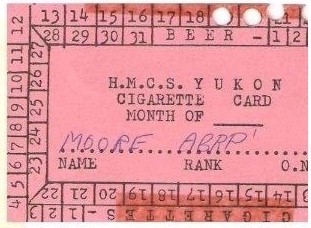 12 13 14 15 16 17 18 21
28 29 30 31 BEER - 1 2
11 10 9 8 7 6 5 4
27 26 25 24 23
H.M.C.S. YUKON
CIGARETTE CARD
MONTH OF
MOORE ABRP'
NAME RANK O.N
22 21 20 19 18 17 16 15 14
3 2 1 - CIGARETTES